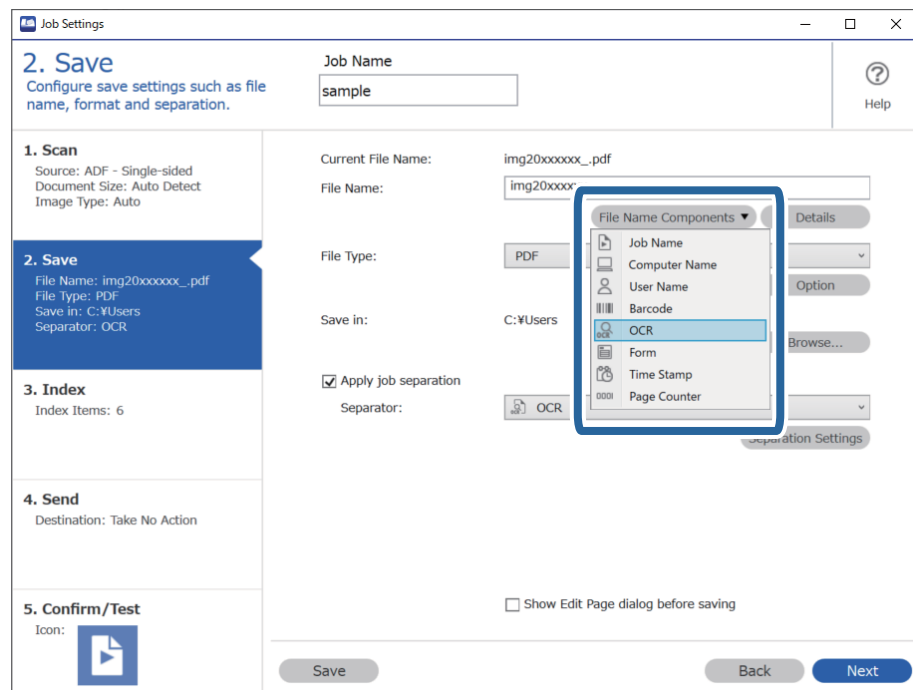 Job Settings
2. Save
Configure save settings such as file
name, format and separation.
Job Name
sample
Help
1. Scan
Source: ADF - Single-sided
Document Size: Auto Detect
Image Type: Auto
2. Save
File Name: img20xxxxxx_.pdf
File Type: PDF
Save in: C:¥Users
Separator: OCR
3. Index
Index Items: 6
4. Send
Destination: Take No Action
5. Confirm/Test
Icon:
Current File Name: img20xxxxxx_.pdf
File Name: img20xxxx
File Name Components ▼ Details
Job Name
Computer Name
User Name
Barcode
OCR OCR
Form
Time Stamp
0001 Page Counter
File Type: PDF
Option
Save in: C:¥Users
Browse...
Apply job separation
Separator: OCR
Separation Settings
Show Edit Page dialog before saving
Save Back Next